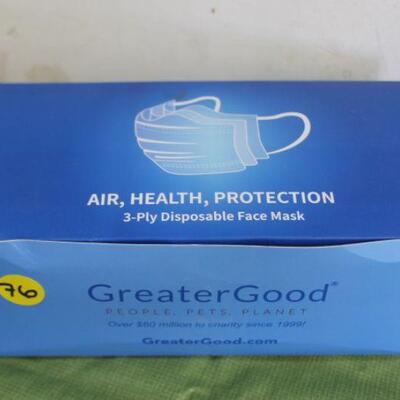 AIR, HEALTH, PROTECTION
3-Ply Disposable Face Mask
76
GreaterGood®
PEOPLE, PETS, PLANET
Over $60 million to charity since 1999!
GreaterGood.com